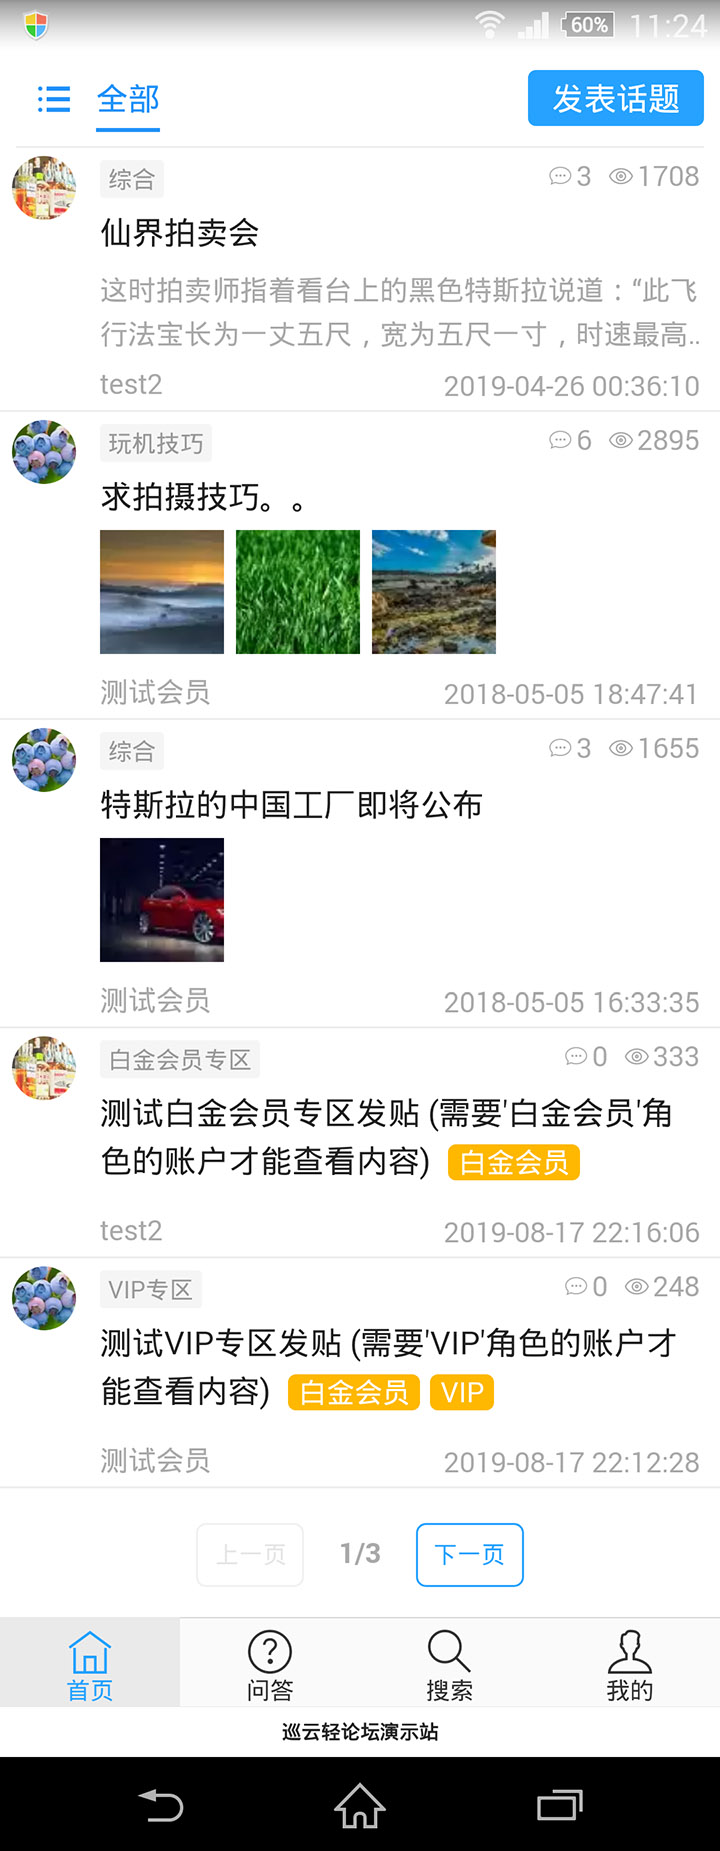 60% 11:24
全部 发表话题
综合 3 1708
仙界拍卖会
这时拍卖师指着看台上的黑色特斯拉说道：“此飞
行法宝长为一丈五尺，宽为五尺一寸，时速最高..
test2 2019-04-26 00:36:10
玩机技巧 6 2895
求拍摄技巧。。
测试会员 2018-05-05 18:47:41
综合 3 1655
特斯拉的中国工厂即将公布
测试会员 2018-05-05 16:33:35
白金会员专区 0 333
测试白金会员专区发贴 (需要'白金会员'角
色的账户才能查看内容) 白金会员
test2 2019-08-17 22:16:06
VIP专区 0 248
测试VIP专区发贴 (需要'VIP'角色的账户才
能查看内容) 白金会员 VIP
测试会员 2019-08-17 22:12:28
上一页 1/3 下一页
首页 问答 搜索 我的
巡云轻论坛演示站